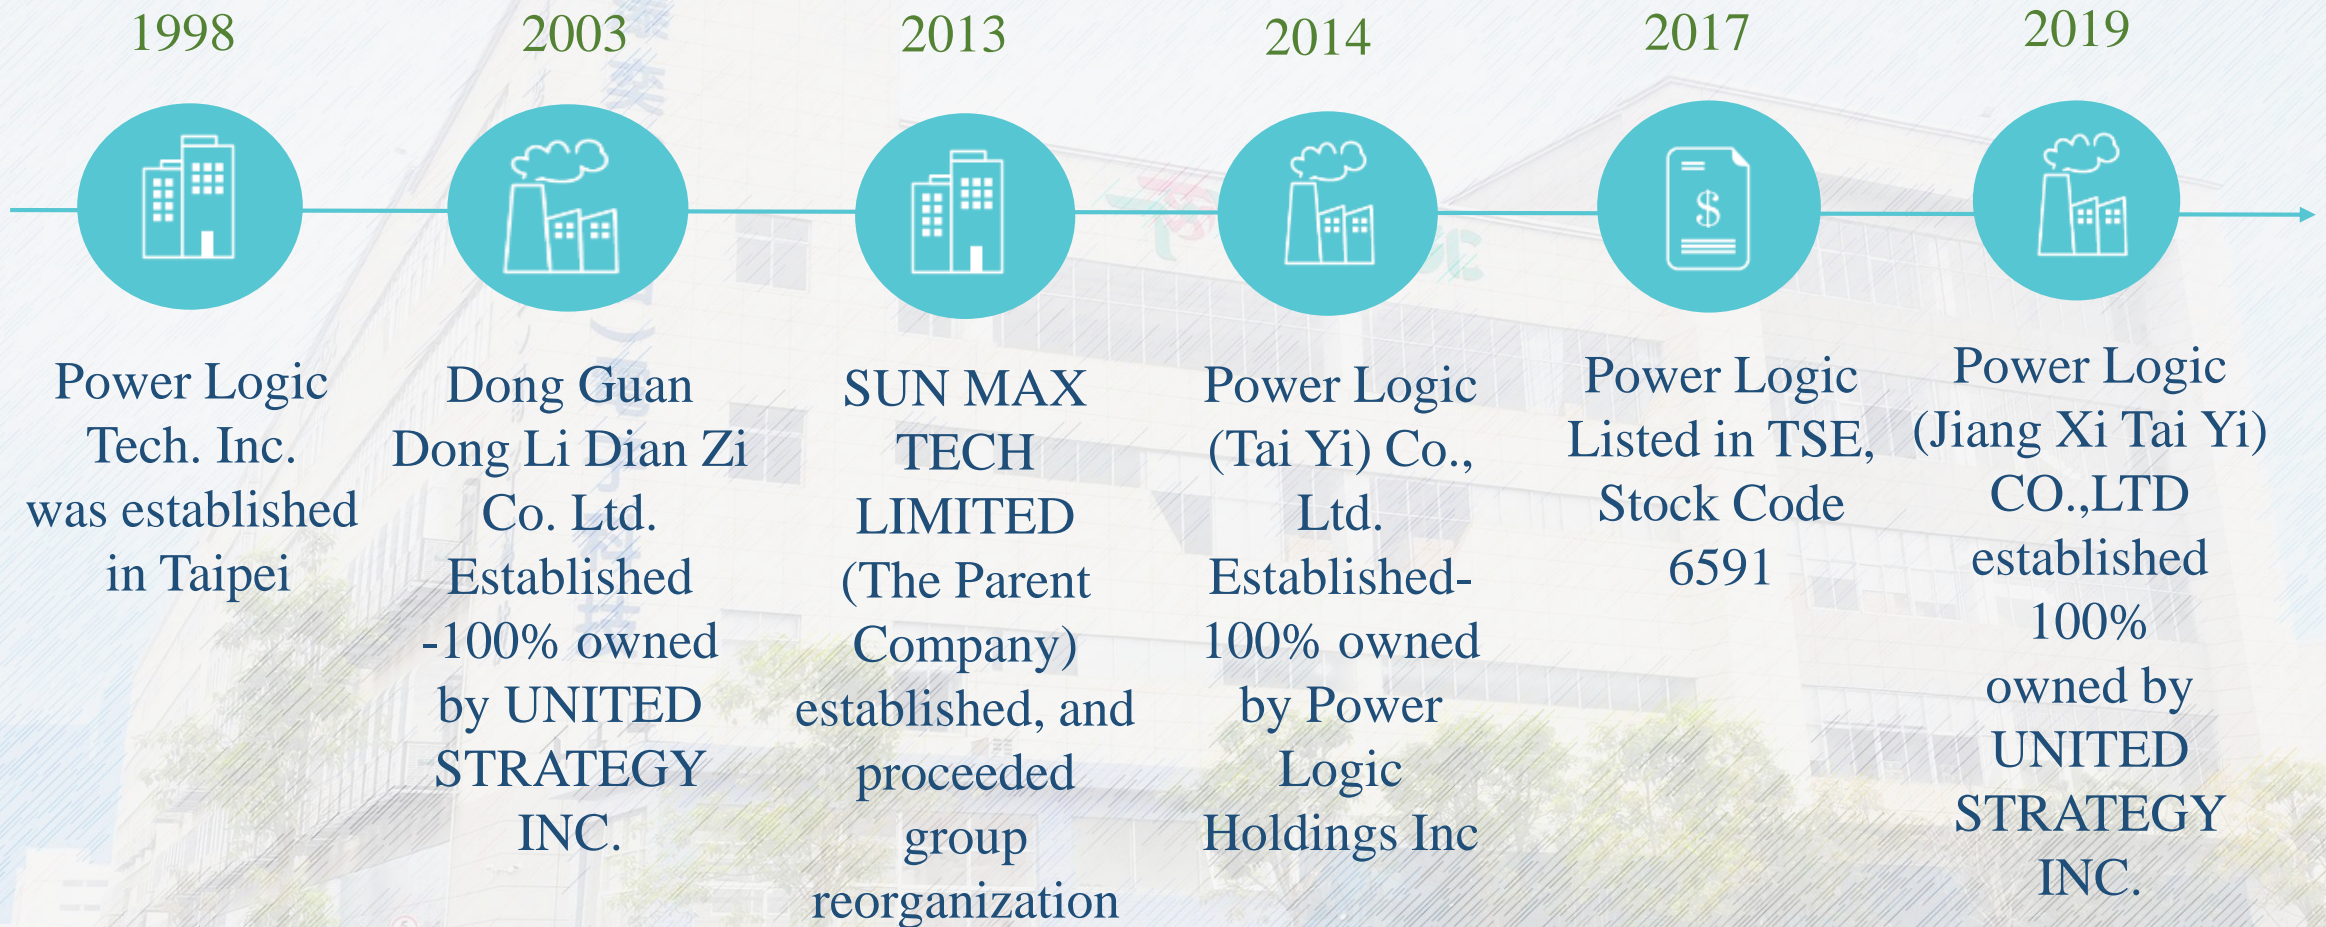 1998
Power Logic
Tech. Inc.
was established
in Taipei
2003
Dong Guan
Dong Li Dian Zi
Co. Ltd.
Established
-100% owned
by UNITED
STRATEGY
INC.
2013
SUN MAX
TECH
LIMITED
(The Parent
Company)
established, and
proceeded
group
reorganization
2014
Power Logic
(Tai Yi) Co.,
Ltd.
Established-
100% owned
by Power
Logic
Holdings Inc
2017
$
Power Logic
Listed in TSE,
Stock Code
6591
2019
Power Logic
(Jiang Xi Tai Yi)
CO.,LTD
established
100%
owned by
UNITED
STRATEGY
INC.